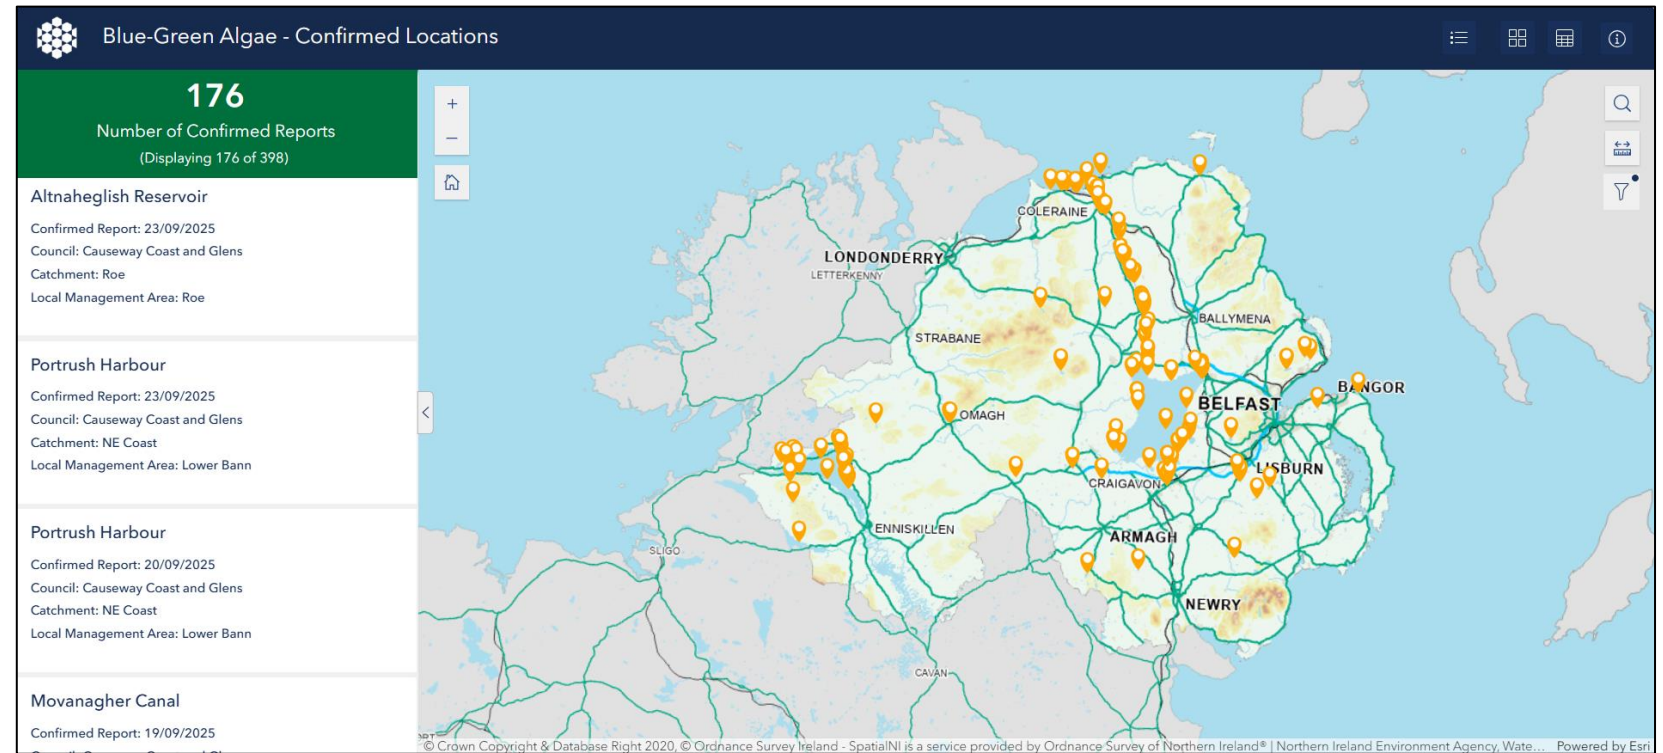 Blue-Green Algae - Confirmed Locations
176
Number of Confirmed Reports
(Displaying 176 of 398)
Altnaheglish Reservoir
Confirmed Report: 23/09/2025
Council: Causeway Coast and Glens
Catchment: Roe
Local Management Area: Roe
Portrush Harbour
Confirmed Report: 23/09/2025
Council: Causeway Coast and Glens
Catchment: NE Coast
Local Management Area: Lower Bann
Portrush Harbour
Confirmed Report: 20/09/2025
Council: Causeway Coast and Glens
Catchment: NE Coast
Local Management Area: Lower Bann
Movanagher Canal
Confirmed Report: 19/09/2025
COLERAINE
LONDONDERRY
LETTERKENNY
BALLYMENA
STRABANE
BANGOR
BELFAST
OMAGH
LISBURN
CRAIGAVON
ENNISKILLEN
ARMAGH
SLIGO
NEWRY
CAVAN
© Crown Copyright & Database Right 2020, © Ordnance Survey Ireland - SpatialNI is a service provided by Ordnance Survey of Northern Ireland® | Northern Ireland Environment Agency, Wate... Powered by Esri